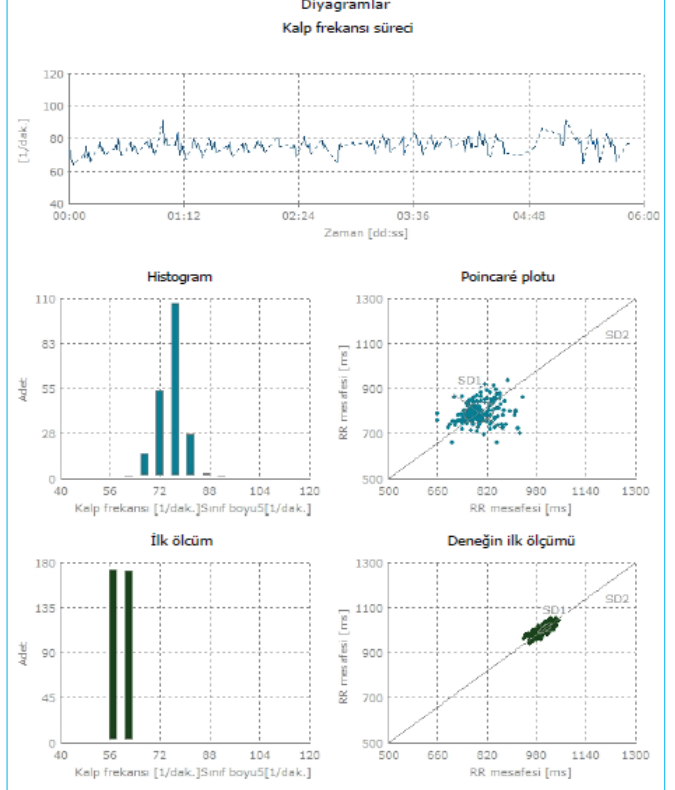 Diyagramlar
Kalp frekansı süreci
120
100
80
60
40
[1/dak.]
00:00 01:12 02:24 03:36 04:48 06:00
Zaman [dd:ss]
Histogram
110
83
55
28
0
Adet
40 56 72 88 104 120
Kalp frekansı [1/dak.]Sınıf boyu5[1/dak.]
Poincaré plotu
1300
1100
900
700
500
RR mesafesi [ms]
SD1
SD2
500 660 820 980 1140 1300
RR mesafesi [ms]
İlk ölcüm
180
135
90
45
0
Adet
40 56 72 88 104 120
Kalp frekansı [1/dak.]Sınıf boyu5[1/dak.]
Deneğin ilk ölçümü
1300
1100
900
700
500
RR mesafesi [ms]
SD1
SD2
500 660 820 980 1140 1300
RR mesafesi [ms]